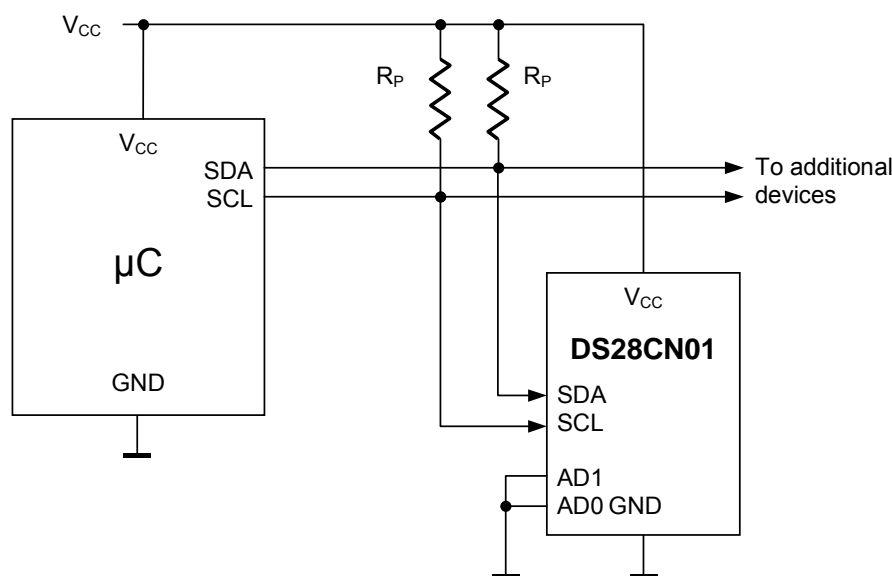 VCC
RP
RP
VCC
SDA
SCL
To additional
devices
µC
GND
VCC
DS28CN01
SDA
SCL
AD1
AD0 GND